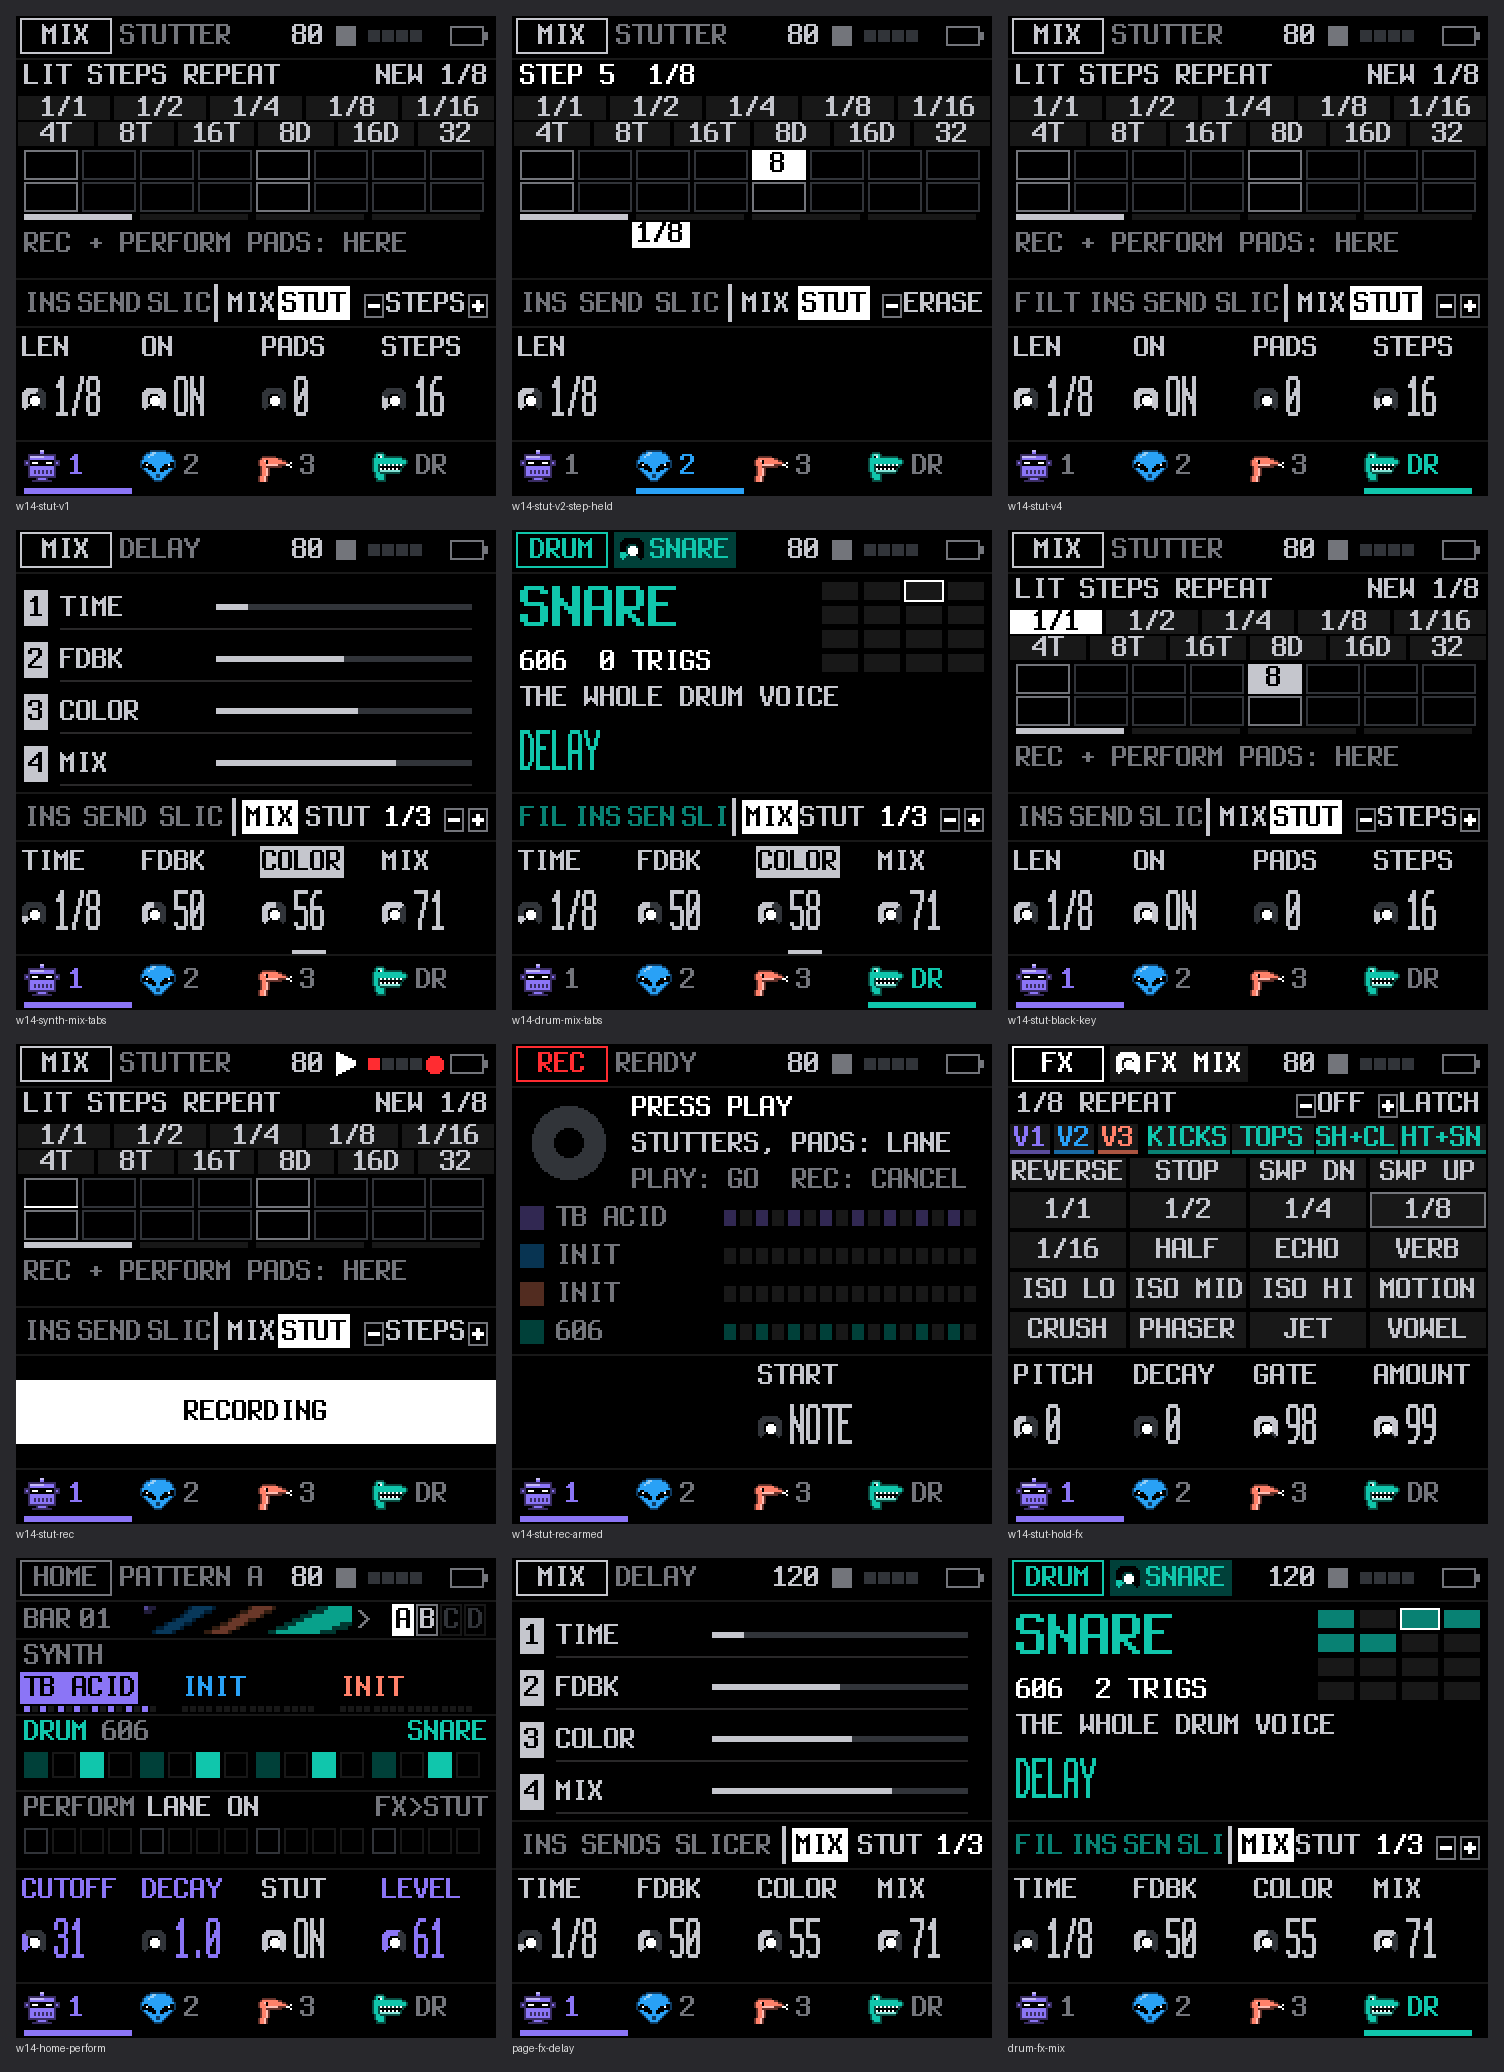 MIX STUTTER 80
LIT STEPS REPEAT NEW 1/8
1/1 1/2 1/4 1/8 1/16
4T 8T 16T 8D 16D 32
REC + PERFORM PADS: HERE
INS SEND SLIC MIX STUT -STEPS+
LEN ON PADS STEPS
1/8 ON 0 16
1 2 3 DR
w14-stut-v1
MIX STUTTER 80
STEP 5 1/8
1/1 1/2 1/4 1/8 1/16
4T 8T 16T 8D 16D 32
8
1/8
INS SEND SLIC MIX STUT -ERASE
LEN
1/8
1 2 3 DR
w14-stut-v2-step-held
MIX STUTTER 80
LIT STEPS REPEAT NEW 1/8
1/1 1/2 1/4 1/8 1/16
4T 8T 16T 8D 16D 32
REC + PERFORM PADS: HERE
FILT INS SEND SLIC MIX STUT - +
LEN ON PADS STEPS
1/8 ON 0 16
1 2 3 DR
w14-stut-v4
MIX DELAY 80
1 TIME
2 FDBK
3 COLOR
4 MIX
INS SEND SLIC MIX STUT 1/3 - +
TIME FDBK COLOR MIX
1/8 50 56 71
1 2 3 DR
w14-synth-mix-tabs
DRUM SNARE 80
SNARE
606 0 TRIGS
THE WHOLE DRUM VOICE
DELAY
FIL INS SEN SLI MIX STUT 1/3 - +
TIME FDBK COLOR MIX
1/8 50 58 71
1 2 3 DR
w14-drum-mix-tabs
MIX STUTTER 80
LIT STEPS REPEAT NEW 1/8
1/1 1/2 1/4 1/8 1/16
4T 8T 16T 8D 16D 32
8
REC + PERFORM PADS: HERE
INS SEND SLIC MIX STUT -STEPS+
LEN ON PADS STEPS
1/8 ON 0 16
1 2 3 DR
w14-stut-black-key
MIX STUTTER 80
LIT STEPS REPEAT NEW 1/8
1/1 1/2 1/4 1/8 1/16
4T 8T 16T 8D 16D 32
REC + PERFORM PADS: HERE
INS SEND SLIC MIX STUT -STEPS+
RECORDING
1 2 3 DR
w14-stut-rec
REC READY 80
PRESS PLAY
STUTTERS, PADS: LANE
PLAY: GO REC: CANCEL
TB ACID
INIT
INIT
606
START
NOTE
1 2 3 DR
w14-stut-rec-armed
FX FX MIX 80
1/8 REPEAT -OFF +LATCH
V1 V2 V3 KICKS TOPS SH+CL HT+SN
REVERSE STOP SWP DN SWP UP
1/1 1/2 1/4 1/8
1/16 HALF ECHO VERB
ISO LO ISO MID ISO HI MOTION
CRUSH PHASER JET VOWEL
PITCH DECAY GATE AMOUNT
0 0 98 99
1 2 3 DR
w14-stut-hold-fx
HOME PATTERN A 80
BAR 01 > A B C D
SYNTH
TB ACID INIT INIT
DRUM 606 SNARE
PERFORM LANE ON FX>STUT
CUTOFF DECAY STUT LEVEL
31 1.0 ON 61
1 2 3 DR
w14-home-perform
MIX DELAY 120
1 TIME
2 FDBK
3 COLOR
4 MIX
INS SENDS SLICER MIX STUT 1/3
TIME FDBK COLOR MIX
1/8 50 55 71
1 2 3 DR
page-fx-delay
DRUM SNARE 120
SNARE
606 2 TRIGS
THE WHOLE DRUM VOICE
DELAY
FIL INS SEN SLI MIX STUT 1/3 - +
TIME FDBK COLOR MIX
1/8 50 55 71
1 2 3 DR
drum-fx-mix